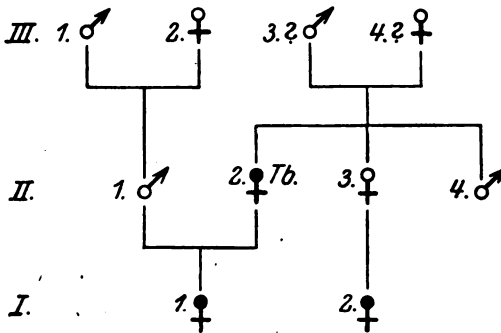 III. 1. 2. 3.? 4.?
II. 1. 2. Tb. 3. 4.
I. 1. 2.